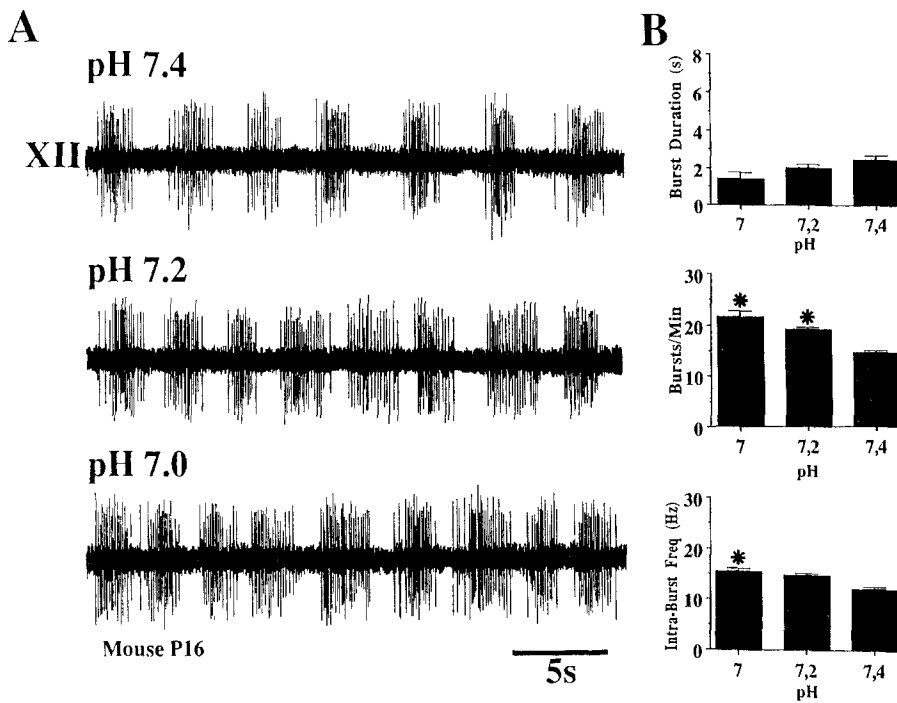 A
pH 7.4
XII
pH 7.2
pH 7.0
Mouse P16
5s
B
Burst Duration (s)
8
6
4
2
0
7 7,2 7,4
pH
Bursts/Min
30
20
10
0
* *
7 7,2 7,4
pH
Intra-Burst Freq (Hz)
30
20
10
0
*
7 7,2 7,4
pH